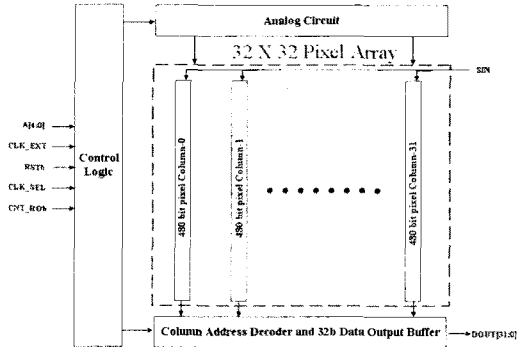 Analog Circuit
32 X 32 Pixel Array
SIN
A[4:0]
CLK_EXT
RSTb
CLK_SEL
CNT_ROb
Control
Logic
480 bit pixel Column-0
480 bit pixel Column-1
480 bit pixel Column-31
Column Address Decoder and 32b Data Output Buffer
DOUT[31:0]